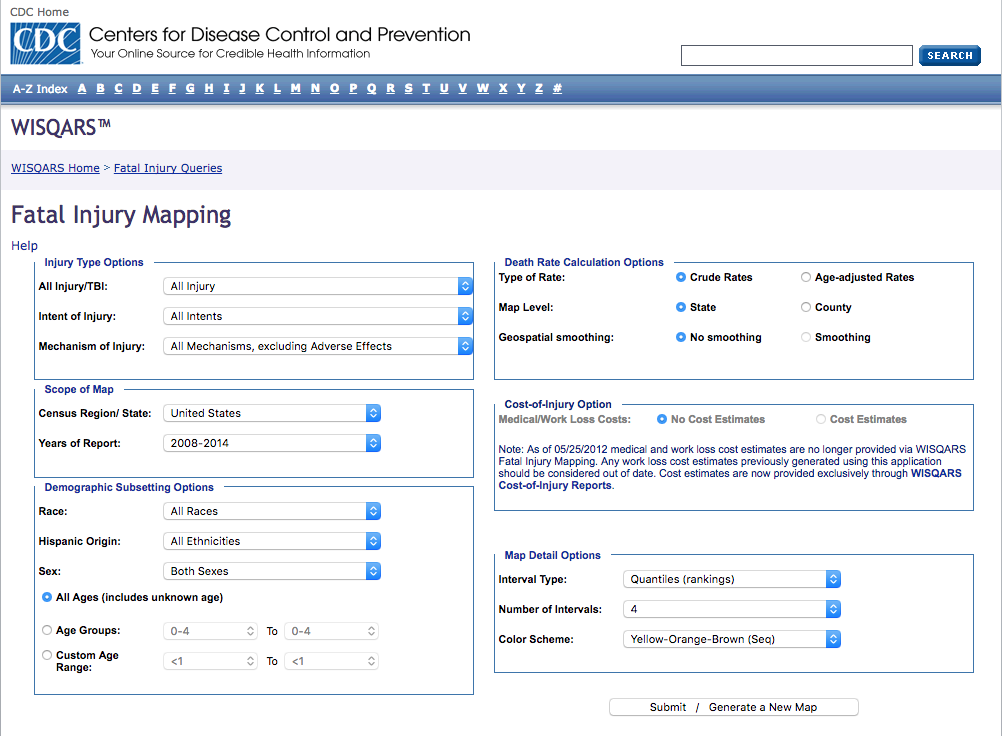 CDC Home
CDC
Centers for Disease Control and Prevention
Your Online Source for Credible Health Information
SEARCH
A-Z Index A B C D E F G H I J K L M N O P Q R S T U V W X Y Z #
WISQARS™
WISQARS Home > Fatal Injury Queries
Fatal Injury Mapping
Help
Injury Type Options
All Injury/TBI: All Injury
Intent of Injury: All Intents
Mechanism of Injury: All Mechanisms, excluding Adverse Effects
Scope of Map
Census Region/ State: United States
Years of Report: 2008-2014
Demographic Subsetting Options
Race: All Races
Hispanic Origin: All Ethnicities
Sex: Both Sexes
All Ages (includes unknown age)
Age Groups: 0-4 To 0-4
Custom Age
Range: <1 To <1
Death Rate Calculation Options
Type of Rate: Crude Rates Age-adjusted Rates
Map Level: State County
Geospatial smoothing: No smoothing Smoothing
Cost-of-Injury Option
Medical/Work Loss Costs: No Cost Estimates Cost Estimates
Note: As of 05/25/2012 medical and work loss cost estimates are no longer provided via WISQARS
Fatal Injury Mapping. Any work loss cost estimates previously generated using this application
should be considered out of date. Cost estimates are now provided exclusively through WISQARS
Cost-of-Injury Reports.
Map Detail Options
Interval Type: Quantiles (rankings)
Number of Intervals: 4
Color Scheme: Yellow-Orange-Brown (Seq)
Submit / Generate a New Map